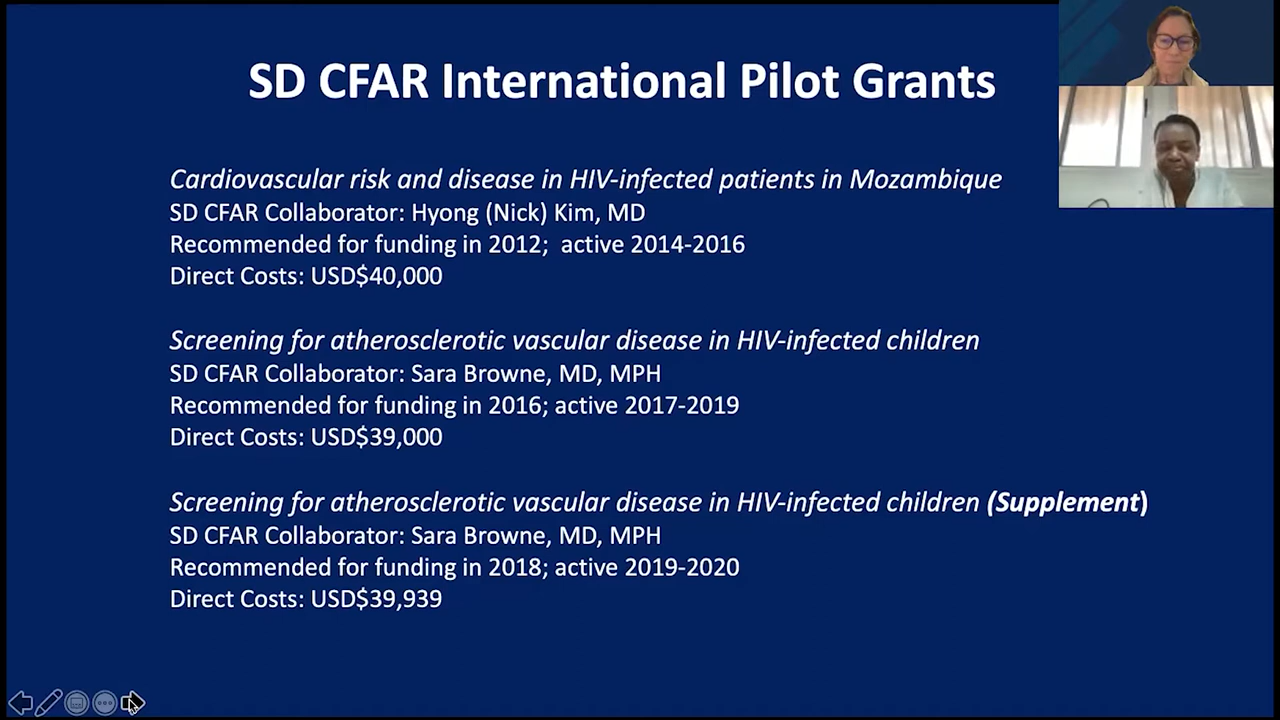 SD CFAR International Pilot Grants
Cardiovascular risk and disease in HIV-infected patients in Mozambique
SD CFAR Collaborator: Hyong (Nick) Kim, MD
Recommended for funding in 2012;  active 2014-2016
Direct Costs: USD$40,000
Screening for atherosclerotic vascular disease in HIV-infected children
SD CFAR Collaborator: Sara Browne, MD, MPH
Recommended for funding in 2016; active 2017-2019
Direct Costs: USD$39,000
Screening for atherosclerotic vascular disease in HIV-infected children (Supplement)
SD CFAR Collaborator: Sara Browne, MD, MPH
Recommended for funding in 2018; active 2019-2020
Direct Costs: USD$39,939